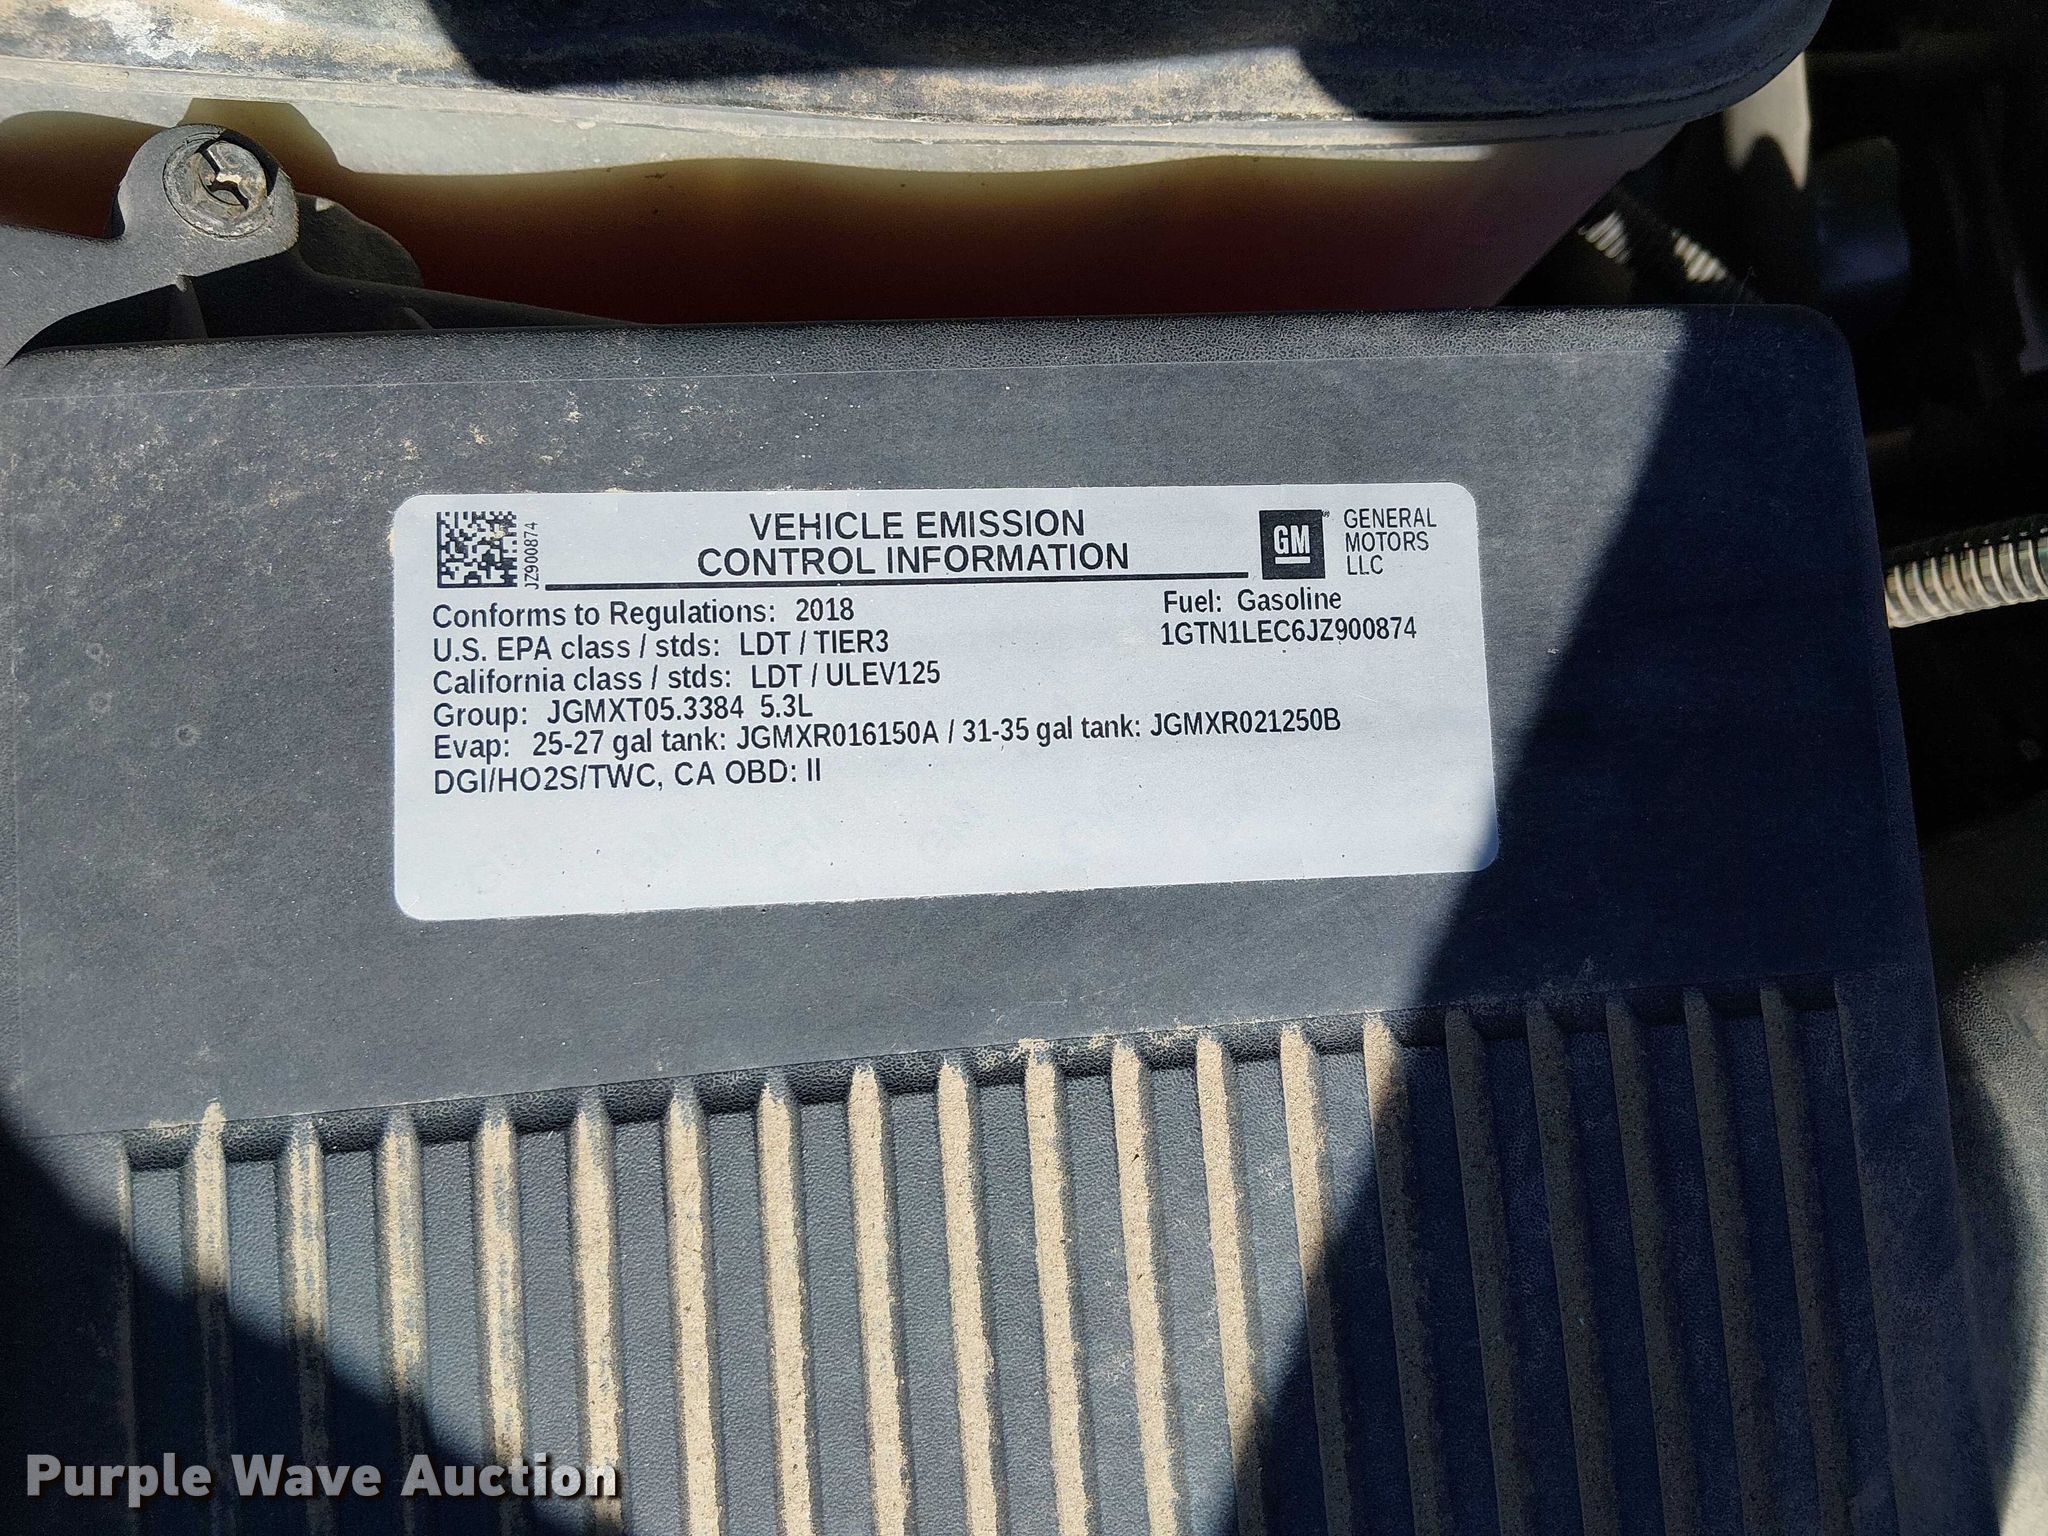 VEHICLE EMISSION
CONTROL INFORMATION
JZ900874
GM
GENERAL
MOTORS
LLC
Conforms to Regulations: 2018
Fuel: Gasoline
U.S. EPA class / stds: LDT / TIER3
1GTN1LEC6JZ900874
California class / stds: LDT / ULEV125
Group: JGMXT05.3384 5.3L
Evap: 25-27 gal tank: JGMXR016150A / 31-35 gal tank: JGMXR021250B
DGI/HO2S/TWC, CA OBD: II
Purple Wave Auction